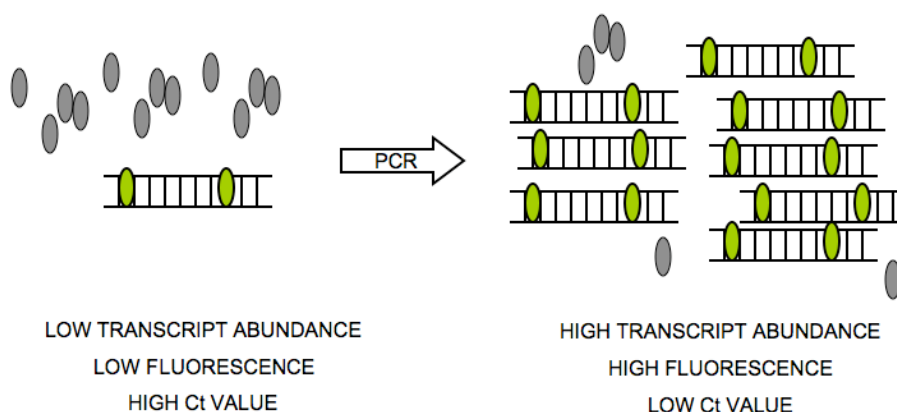 PCR
LOW TRANSCRIPT ABUNDANCE
LOW FLUORESCENCE
HIGH Ct VALUE
HIGH TRANSCRIPT ABUNDANCE
HIGH FLUORESCENCE
LOW Ct VALUE